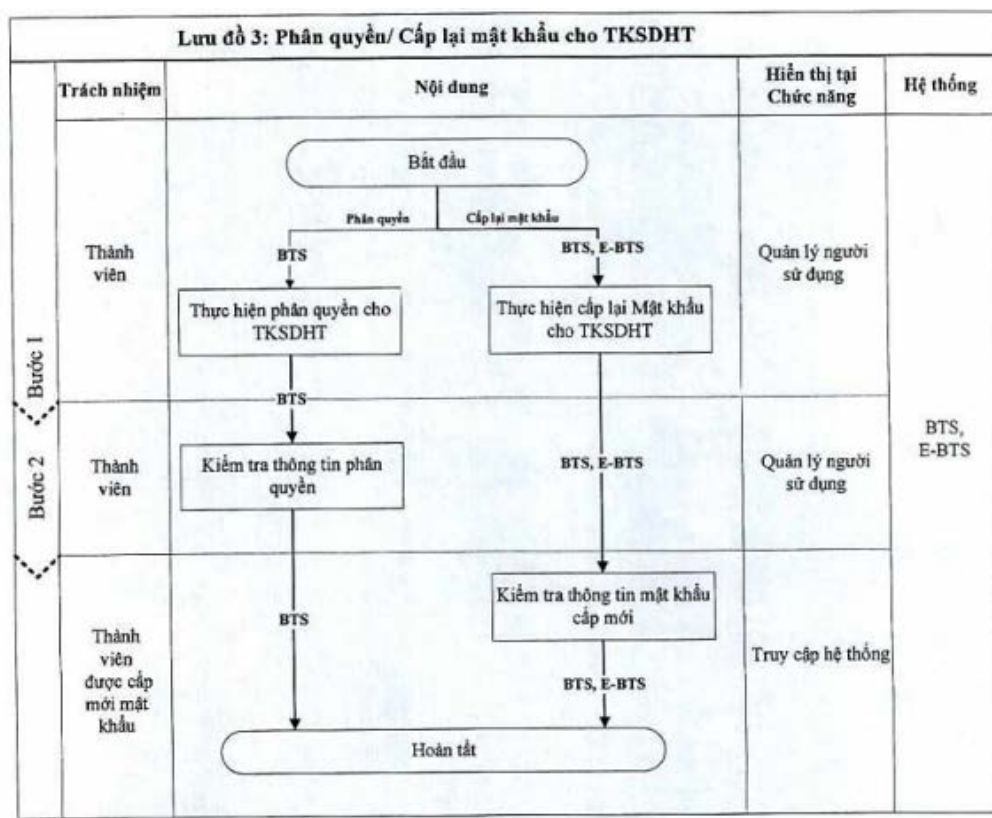 Lưu đồ 3: Phân quyền/ Cấp lại mật khẩu cho TKSDHT
Trách nhiệm
Nội dung
Hiển thị tại
Chức năng
Hệ thống
Bước 1
Thành
viên
Bắt đầu
Phân quyền
Cấp lại mật khẩu
BTS
BTS, E-BTS
Thực hiện phân quyền cho
TKSDHT
Thực hiện cấp lại Mật khẩu
cho TKSDHT
Quản lý người
sử dụng
BTS
Bước 2
Thành
viên
Kiểm tra thông tin phân
quyền
BTS, E-BTS
Quản lý người
sử dụng
BTS,
E-BTS
Thành
viên
được cấp
mới mật
khẩu
BTS
Kiểm tra thông tin mật khẩu
cấp mới
BTS, E-BTS
Truy cập hệ thống
Hoàn tất